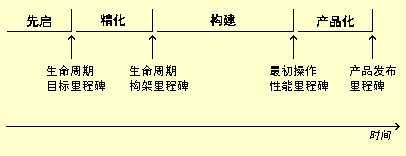 先启 精化 构建 产品化
生命周期 生命周期 最初操作 产品发布
目标里程碑 构架里程碑 性能里程碑 里程碑
时间